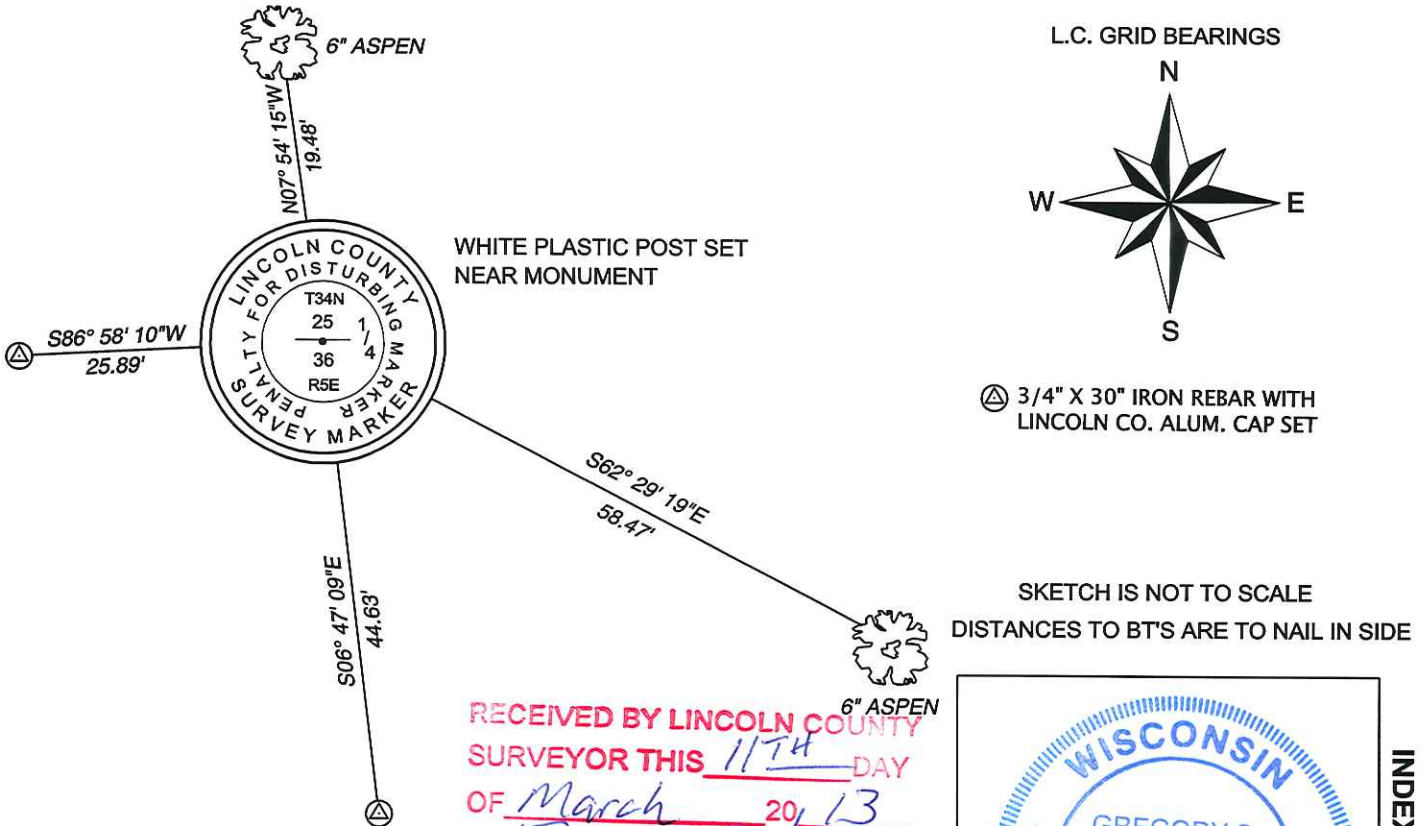 6" ASPEN
N07° 54' 15"W
19.48'
L.C. GRID BEARINGS
N
W
E
S
WHITE PLASTIC POST SET
NEAR MONUMENT
LINCOLN COUNTY
SURVEY MARKER
PENALTY FOR DISTURBING MARKER
T34N
25
1/4
36
R5E
S86° 58' 10"W
25.89'
3/4" X 30" IRON REBAR WITH
LINCOLN CO. ALUM. CAP SET
S62° 29' 19"E
58.47'
S06° 47' 09"E
44.63'
SKETCH IS NOT TO SCALE
DISTANCES TO BT'S ARE TO NAIL IN SIDE
6" ASPEN
RECEIVED BY LINCOLN COUNTY
SURVEYOR THIS 11TH DAY
OF March 20, 13
WISCONSIN
GREGORY
INDEX